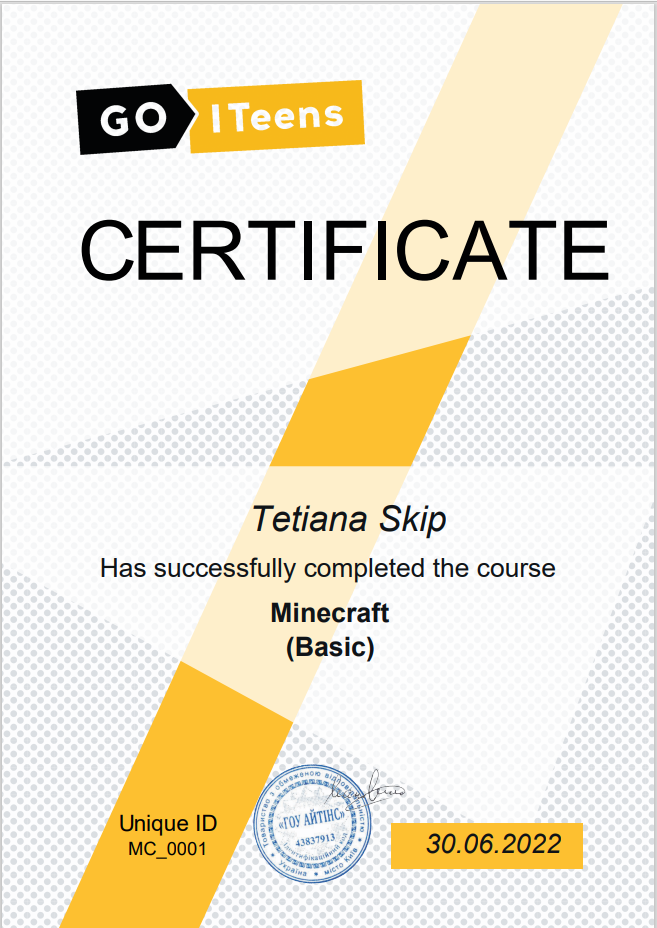 GO ITeens
CERTIFICATE
Tetiana Skip
Has successfully completed the course
Minecraft
(Basic)
Unique ID
MC_0001
Товариство з обмеженою відповідальністю
«ГОУ АЙТІНС»
43837913
Ідентифікаційний код
Україна * місто Київ
30.06.2022